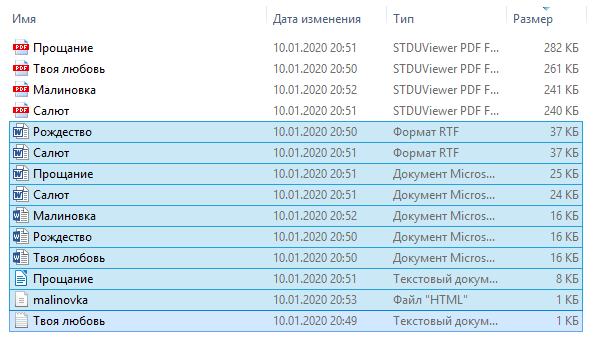 Имя Дата изменения Тип Размер
PDF Прощание 10.01.2020 20:51 STDUViewer PDF F... 282 КБ
PDF Твоя любовь 10.01.2020 20:50 STDUViewer PDF F... 261 КБ
PDF Малиновка 10.01.2020 20:52 STDUViewer PDF F... 241 КБ
PDF Салют 10.01.2020 20:51 STDUViewer PDF F... 240 КБ
W Рождество 10.01.2020 20:50 Формат RTF 37 КБ
W Салют 10.01.2020 20:51 Формат RTF 37 КБ
W Прощание 10.01.2020 20:51 Документ Micros... 25 КБ
W Салют 10.01.2020 20:51 Документ Micros... 24 КБ
W Малиновка 10.01.2020 20:52 Документ Micros... 16 КБ
W Рождество 10.01.2020 20:50 Документ Micros... 16 КБ
W Твоя любовь 10.01.2020 20:50 Документ Micros... 16 КБ
Прощание 10.01.2020 20:51 Текстовый докум... 8 КБ
malinovka 10.01.2020 20:53 Файл "HTML" 1 КБ
Твоя любовь 10.01.2020 20:49 Текстовый докум... 1 КБ